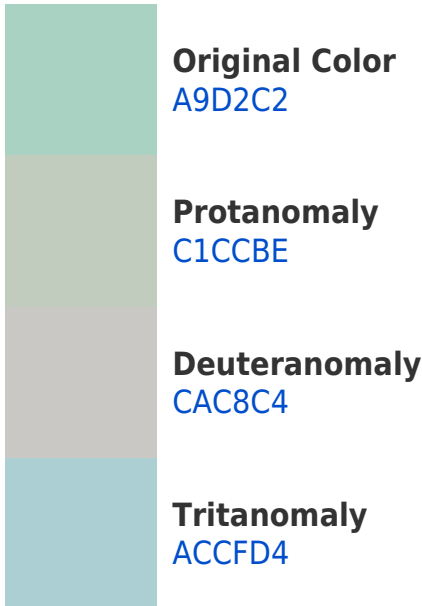 Original Color
A9D2C2
Protanomaly
C1CCBE
Deuteranomaly
CAC8C4
Tritanomaly
ACCFD4